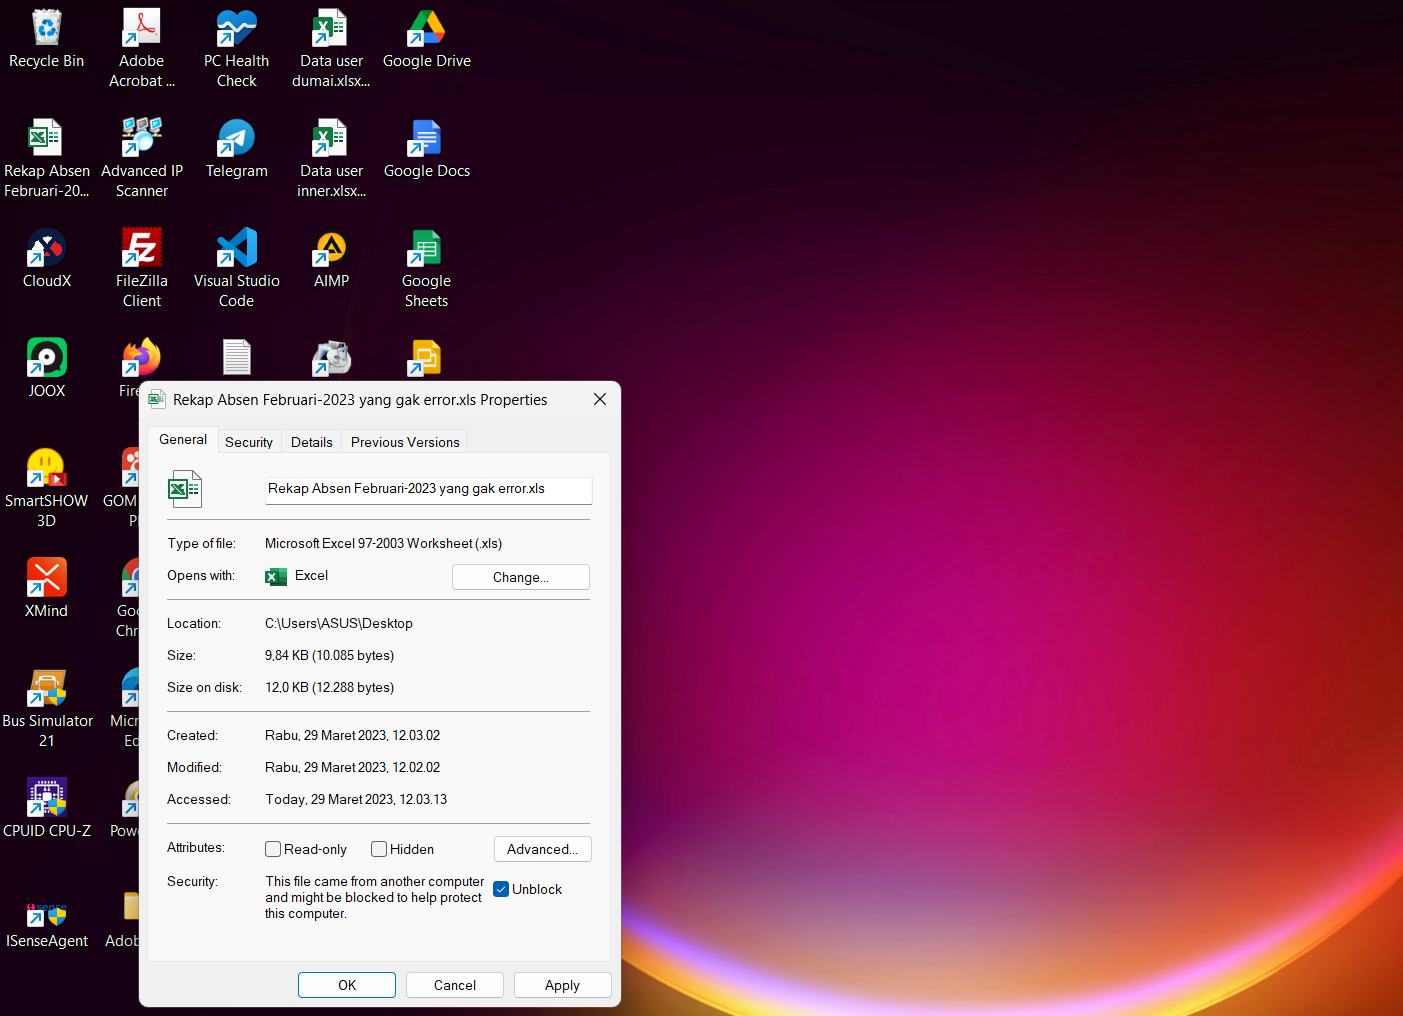 Recycle Bin
Adobe
Acrobat ...
PC Health
Check
Data user
dumai.xlsx...
Google Drive
Rekap Absen
Februari-20...
Advanced IP
Scanner
Telegram
Data user
inner.xlsx...
Google Docs
CloudX
FileZilla
Client
Visual Studio
Code
AIMP
Google
Sheets
JOOX
Fire
SmartSHOW
3D
GOM
P
XMind
Goo
Chr
Bus Simulator
21
Micr
Ed
CPUID CPU-Z
Pow
ISenseAgent
Adob
Rekap Absen Februari-2023 yang gak error.xls Properties
General
Security
Details
Previous Versions
Rekap Absen Februari-2023 yang gak error.xls
Type of file:
Microsoft Excel 97-2003 Worksheet (.xls)
Opens with:
Excel
Change...
Location:
C:\Users\ASUS\Desktop
Size:
9,84 KB (10.085 bytes)
Size on disk:
12,0 KB (12.288 bytes)
Created:
Rabu, 29 Maret 2023, 12.03.02
Modified:
Rabu, 29 Maret 2023, 12.02.02
Accessed:
Today, 29 Maret 2023, 12.03.13
Attributes:
Read-only
Hidden
Advanced...
Security:
This file came from another computer
and might be blocked to help protect
this computer.
Unblock
OK
Cancel
Apply